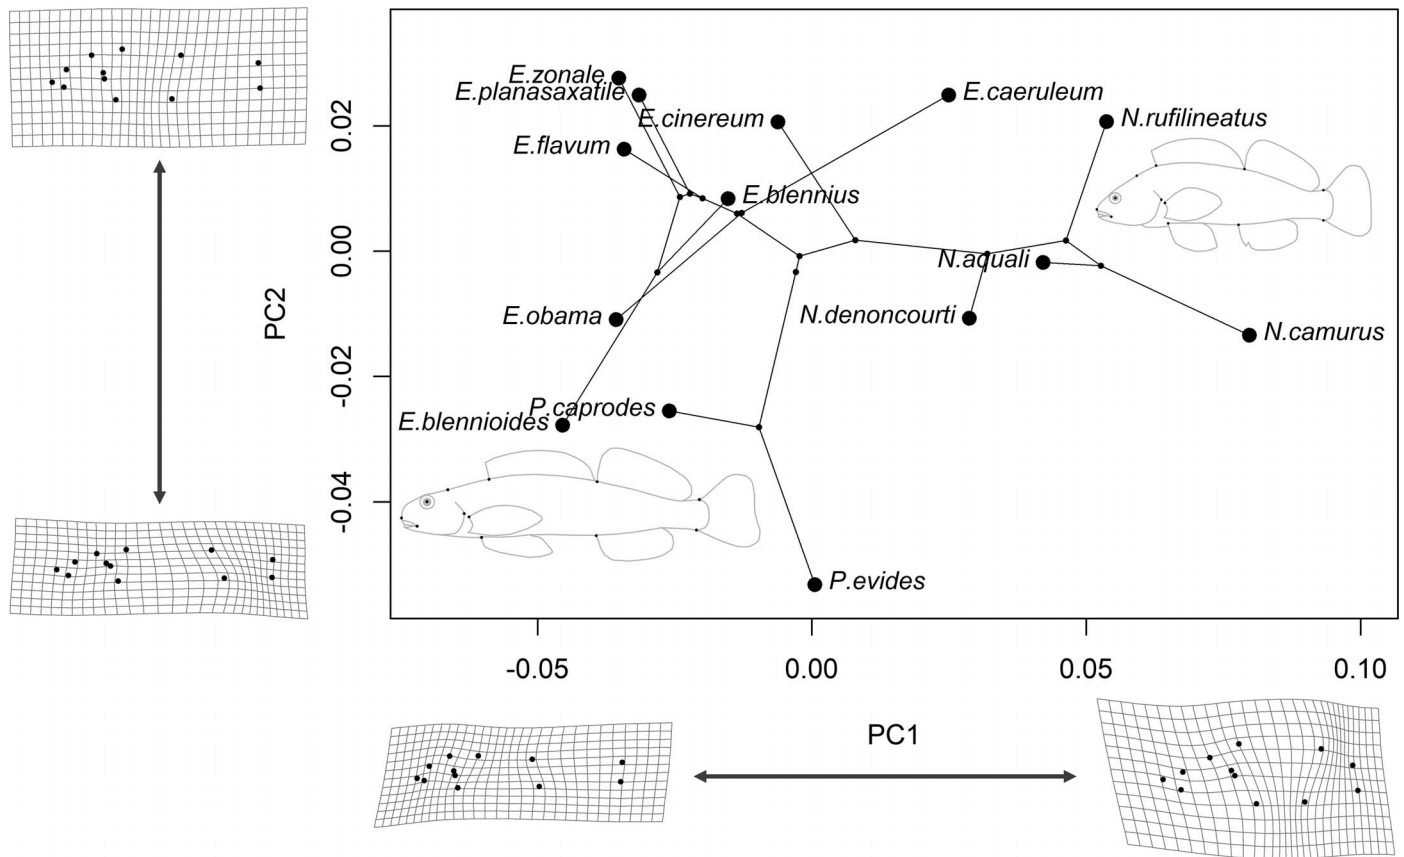 E.zonale
E.planasaxatile
E.caeruleum
E.cinereum
N.rufilineatus
E.flavum
E.blennius
N.aquali
E.obama
N.denoncourti
N.camurus
P.caprodes
E.blennioides
P.evides
0.02
0.00
-0.02
-0.04
PC2
-0.05
0.00
0.05
0.10
PC1